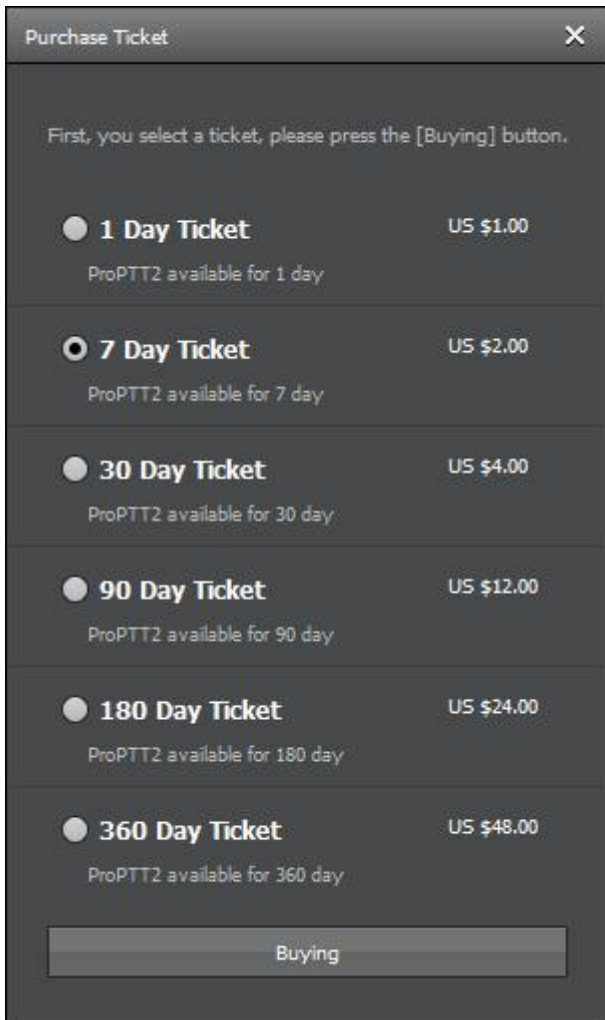 Purchase Ticket
First, you select a ticket, please press the [Buying] button.
1 Day Ticket US $1.00
ProPTT2 available for 1 day
7 Day Ticket US $2.00
ProPTT2 available for 7 day
30 Day Ticket US $4.00
ProPTT2 available for 30 day
90 Day Ticket US $12.00
ProPTT2 available for 90 day
180 Day Ticket US $24.00
ProPTT2 available for 180 day
360 Day Ticket US $48.00
ProPTT2 available for 360 day
Buying